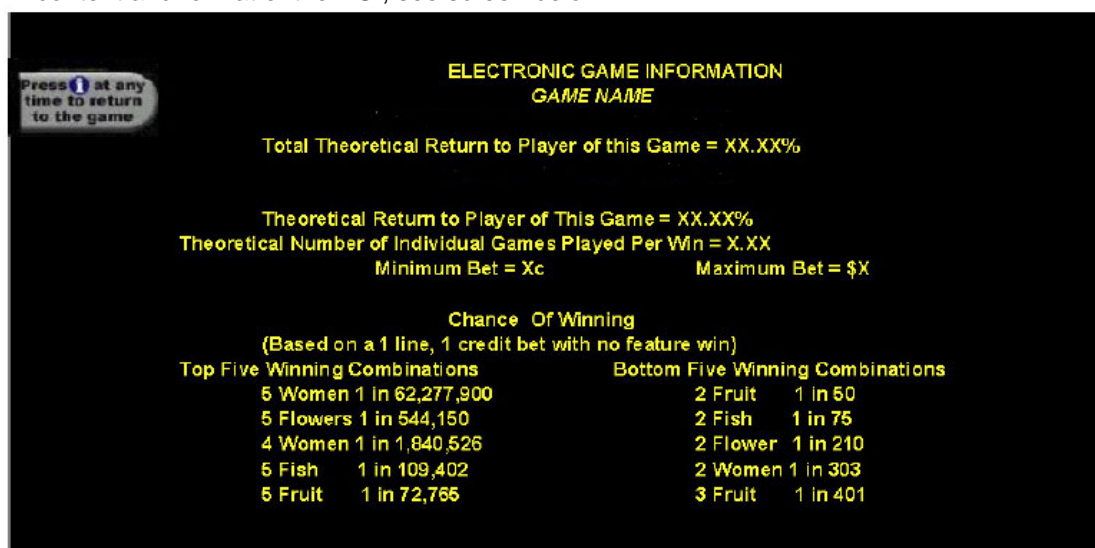 Press i at any
time to return
to the game
ELECTRONIC GAME INFORMATION
GAME NAME
Total Theoretical Return to Player of this Game = XX.XX%
Theoretical Return to Player of This Game = XX.XX%
Theoretical Number of Individual Games Played Per Win = X.XX
Minimum Bet = Xc Maximum Bet = $X
Chance Of Winning
(Based on a 1 line, 1 credit bet with no feature win)
Top Five Winning Combinations Bottom Five Winning Combinations
5 Women 1 in 62,277,900 2 Fruit 1 in 50
5 Flowers 1 in 544,150 2 Fish 1 in 75
4 Women 1 in 1,840,526 2 Flower 1 in 210
5 Fish 1 in 109,402 2 Women 1 in 303
5 Fruit 1 in 72,765 3 Fruit 1 in 401